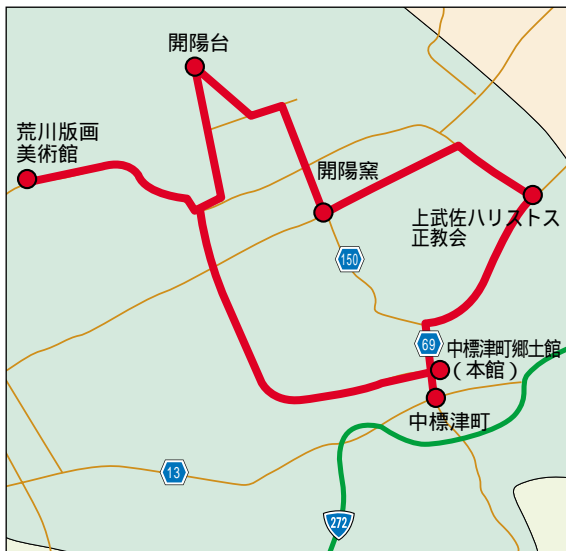 開陽台
荒川版画
美術館
開陽窯
上武佐ハリストス
正教会
150
69
中標津町郷土館
(本館)
中標津町
13
272